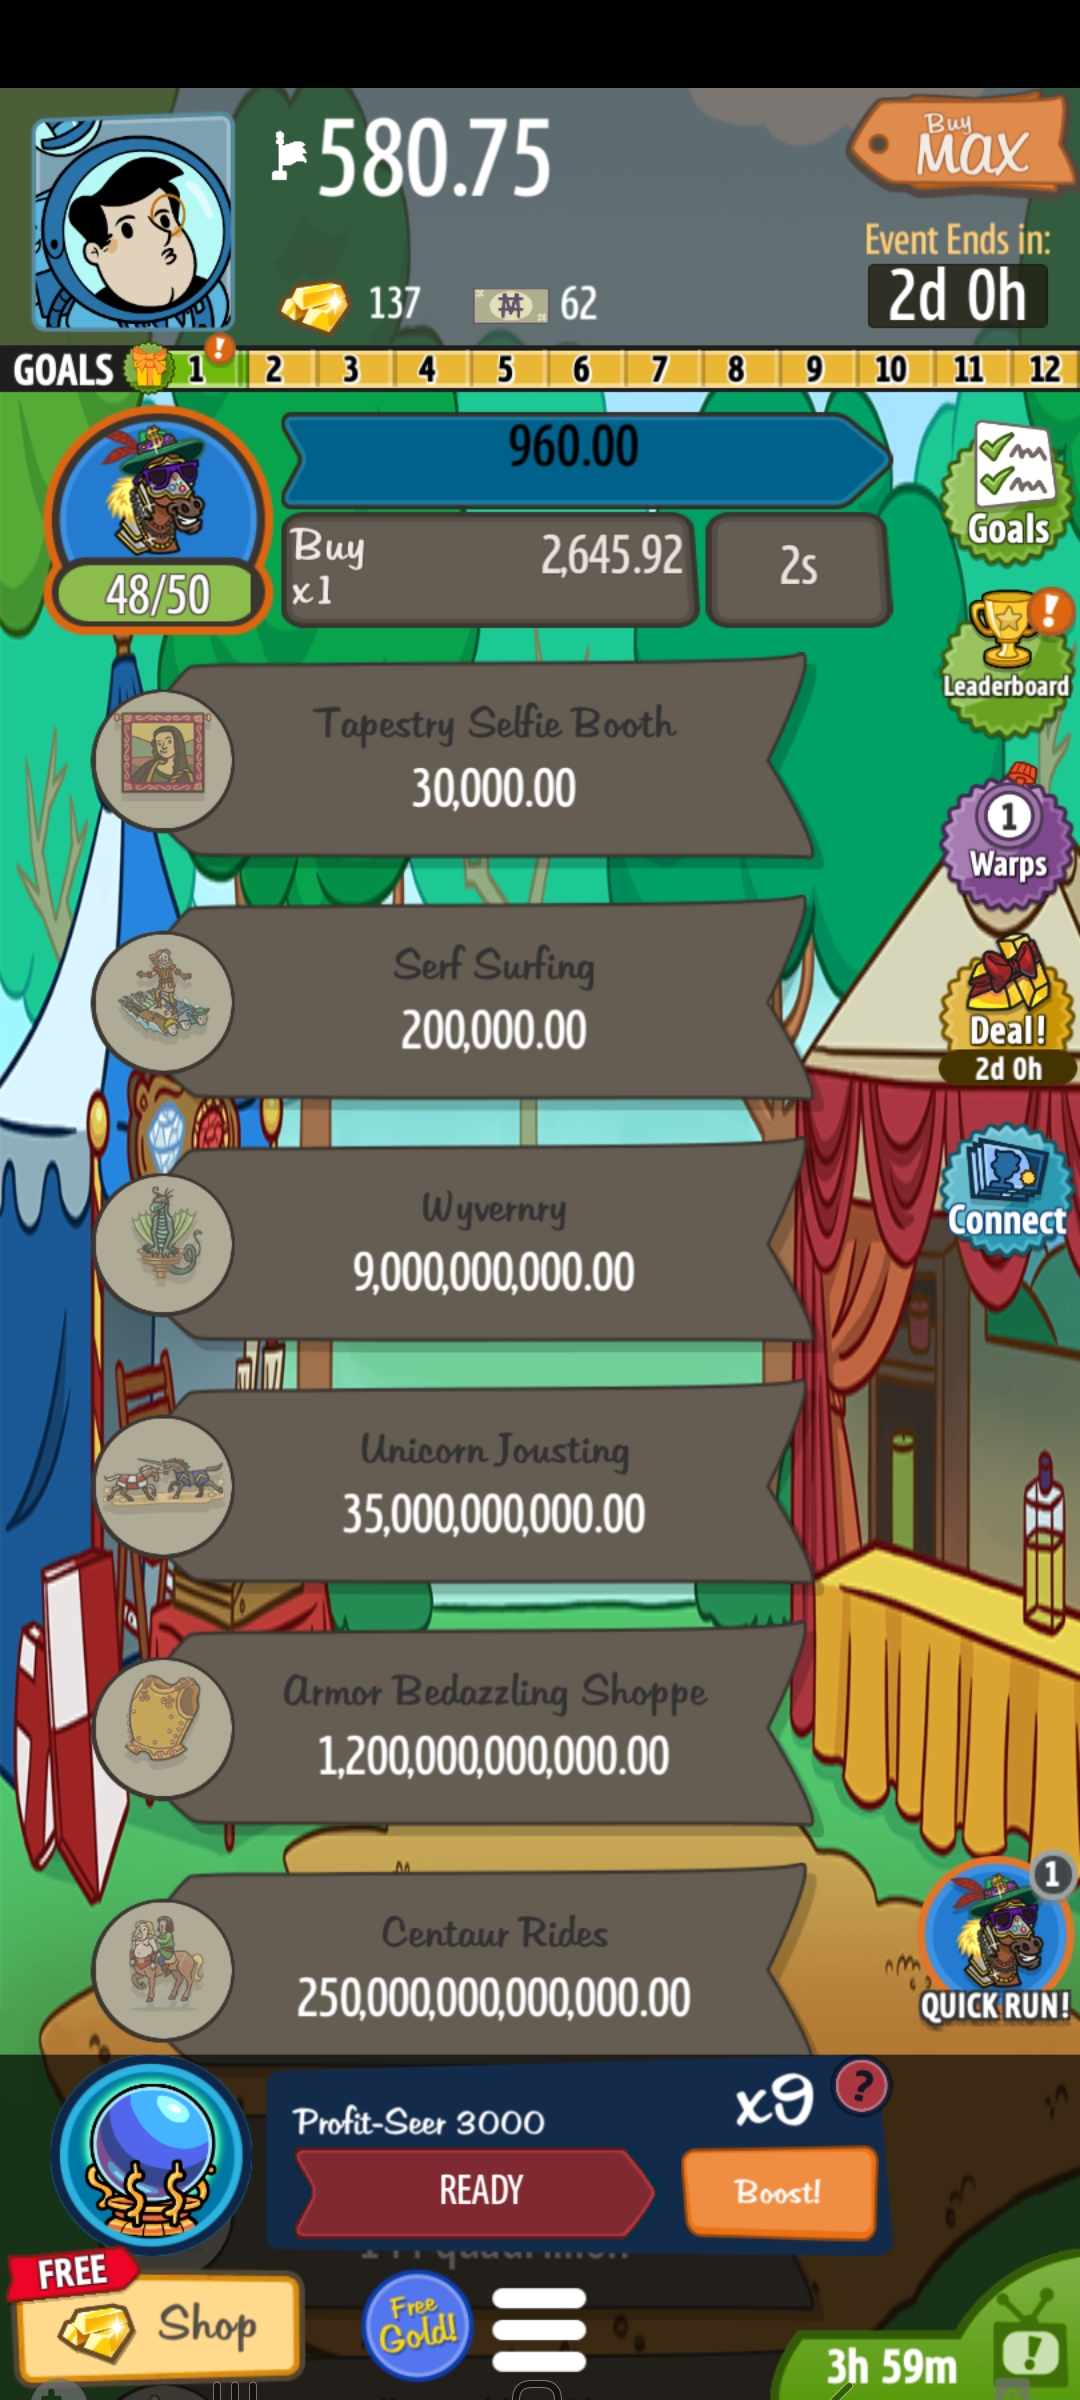 580.75
Buy
MAX
Event Ends in:
137
62
2d 0h
GOALS 1 ! 2 3 4 5 6 7 8 9 10 11 12
960.00
48/50
Buy
x1
2,645.92
2s
Goals
!
Leaderboard
Tapestry Selfie Booth
30,000.00
1
Warps
Serf Surfing
200,000.00
Deal!
2d 0h
Wyvernry
9,000,000,000.00
Connect
Unicorn Jousting
35,000,000,000.00
Armor Bedazzling Shoppe
1,200,000,000,000.00
Centaur Rides
250,000,000,000,000.00
1
QUICK RUN!
Profit-Seer 3000
x9
?
READY
Boost!
FREE
Shop
Free
Gold!
3h 59m
!